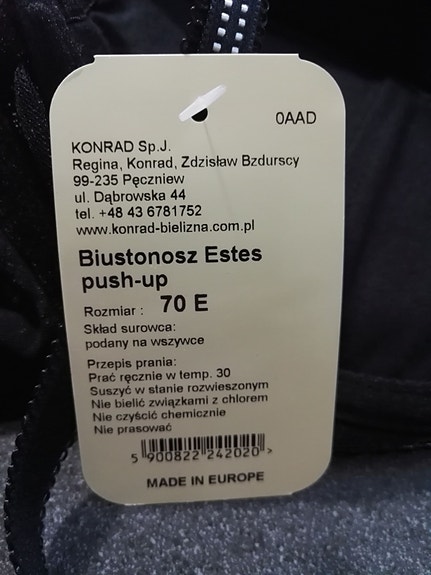 0AAD
KONRAD Sp.J.
Regina, Konrad, Zdzisław Bzdurscy
99-235 Pęczniew
ul. Dąbrowska 44
tel. +48 43 6781752
www.konrad-bielizna.com.pl
Biustonosz Estes
push-up
Rozmiar : 70 E
Skład surowca:
podany na wszywce
Przepis prania:
Prać ręcznie w temp. 30
Suszyć w stanie rozwieszonym
Nie bielić związkami z chlorem
Nie czyścić chemicznie
Nie prasować
5 900822 242020 >
MADE IN EUROPE